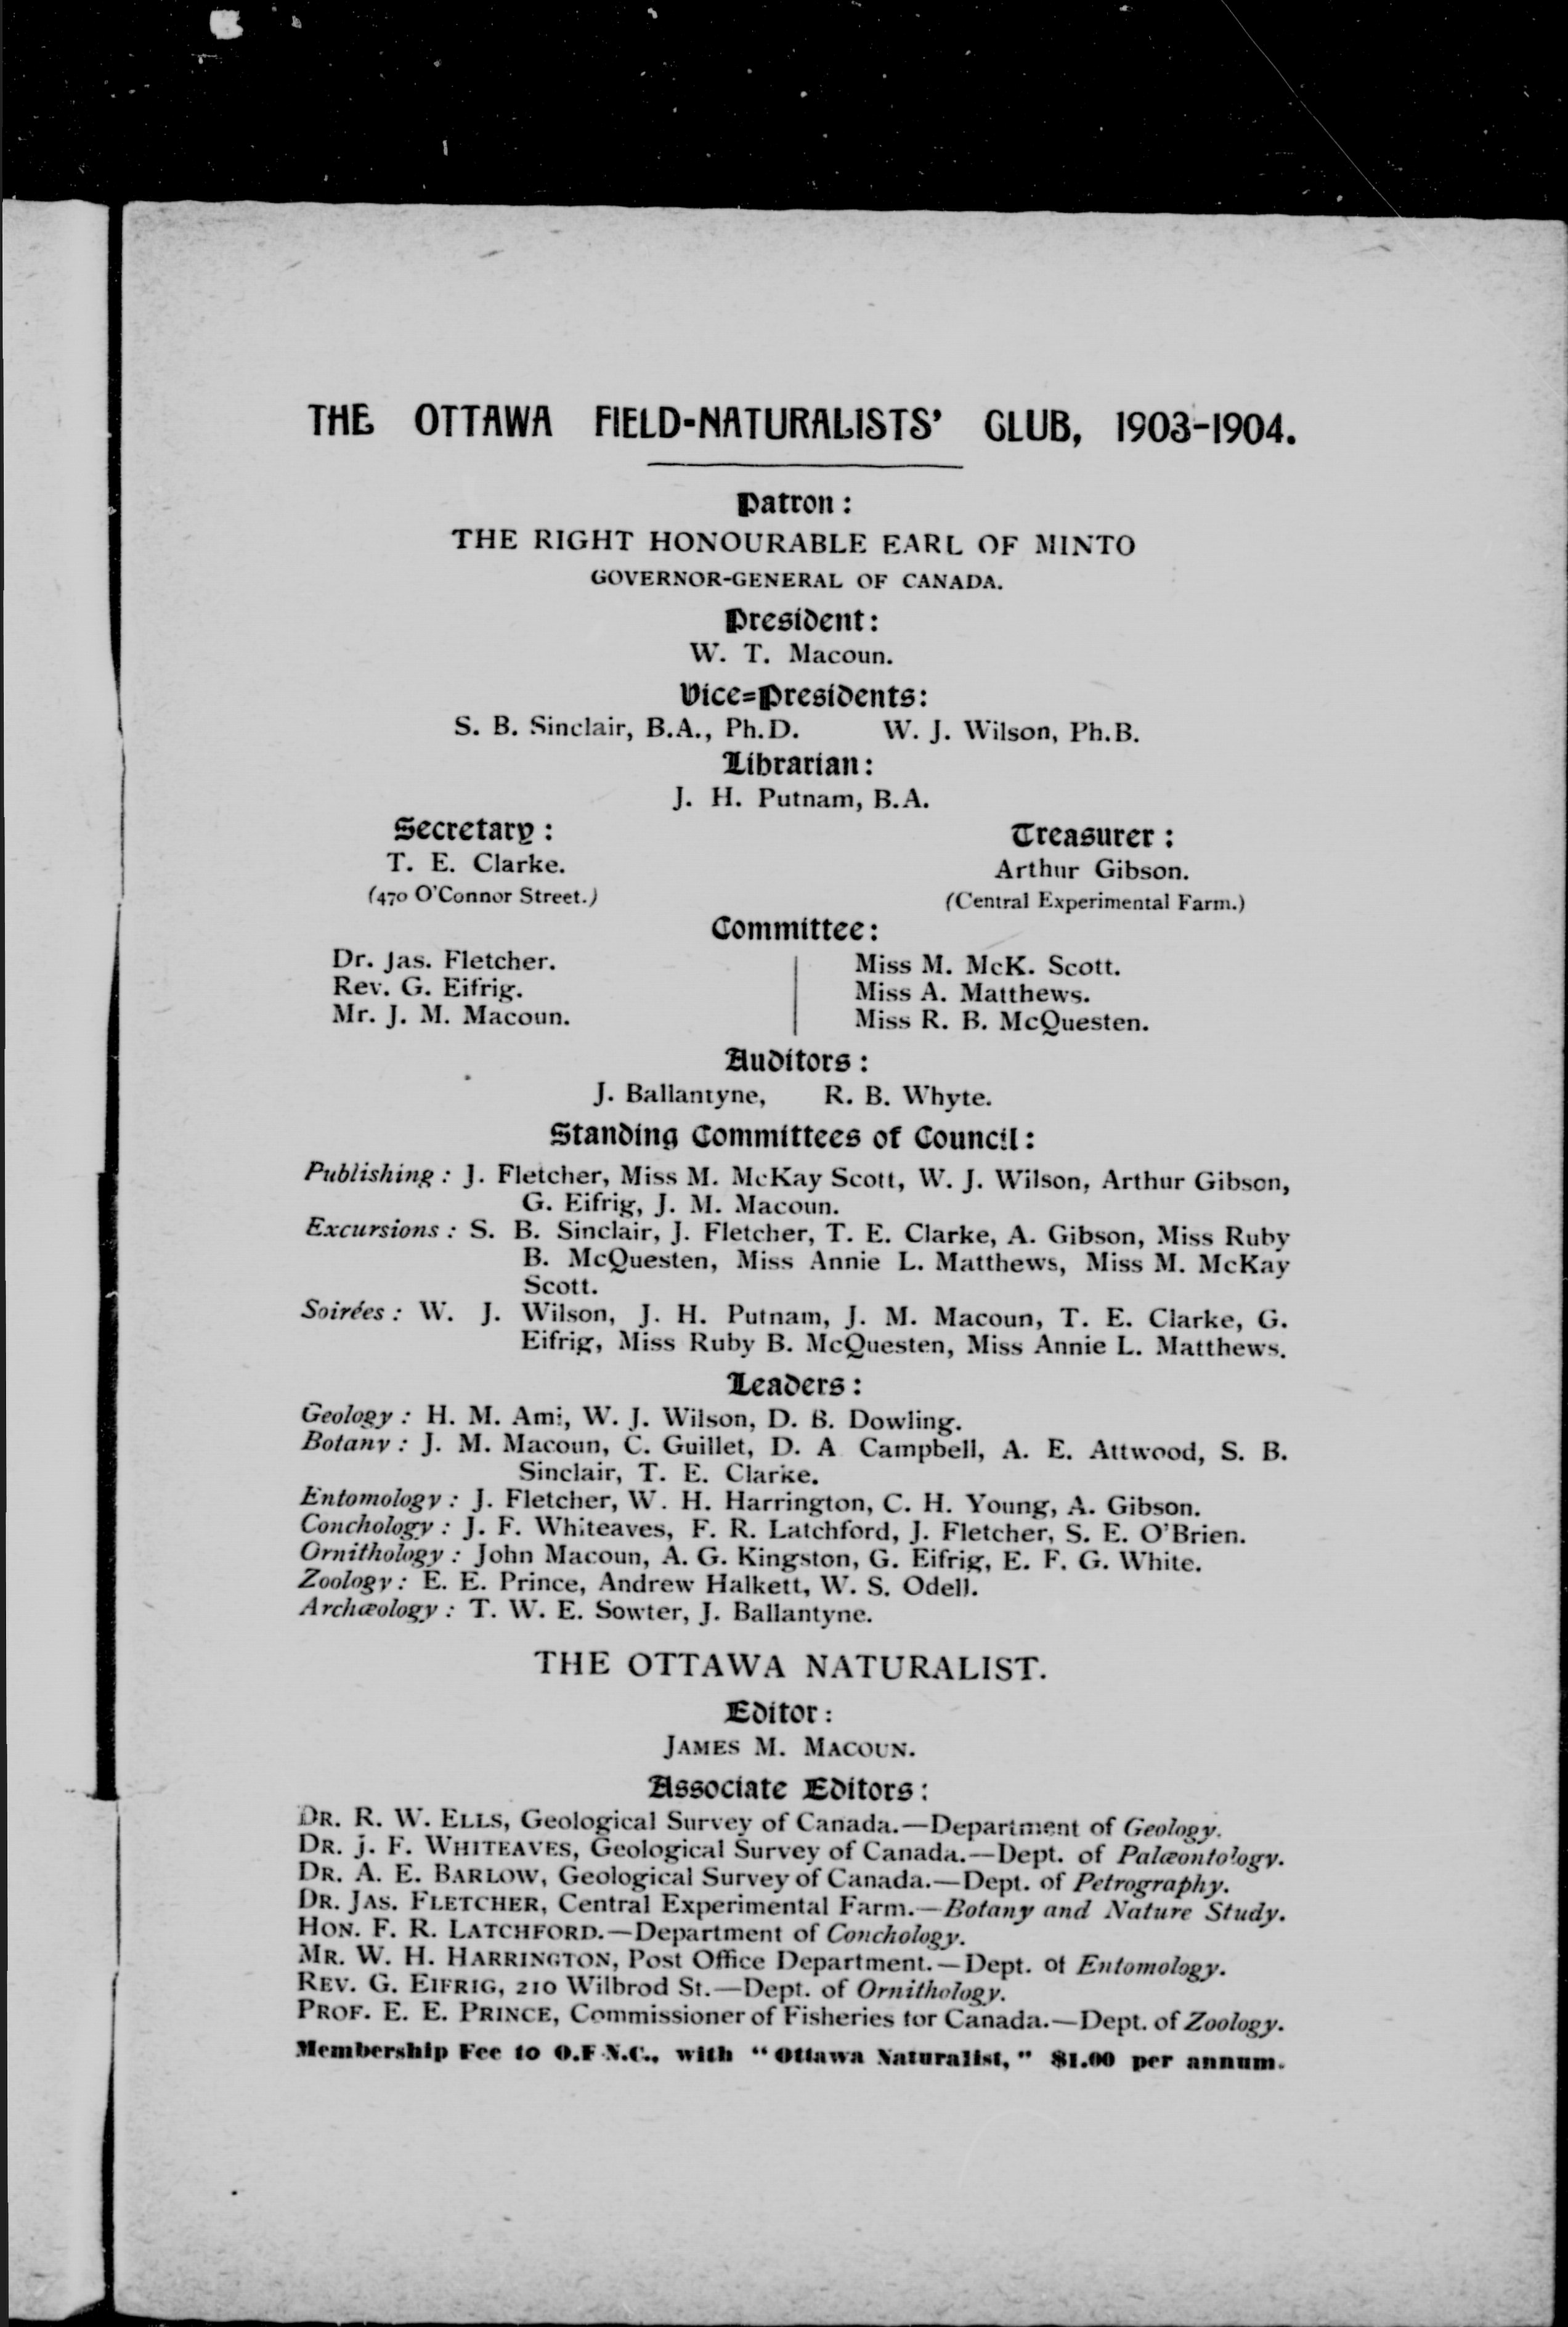 THE OTTAWA FIELD-NATURALISTS' CLUB, 1903-1904.
Patron:
THE RIGHT HONOURABLE EARL OF MINTO
GOVERNOR-GENERAL OF CANADA.
President:
W. T. Macoun.
Vice-Presidents:
S. B. Sinclair, B.A., Ph.D. W. J. Wilson, Ph.B.
Librarian:
J. H. Putnam, B.A.
Secretary: Treasurer:
T. E. Clarke. Arthur Gibson.
(470 O'Connor Street.) (Central Experimental Farm.)
Committee:
Dr. Jas. Fletcher. Miss M. McK. Scott.
Rev. G. Eifrig. Miss A. Matthews.
Mr. J. M. Macoun. Miss R. B. McQuesten.
Auditors:
J. Ballantyne, R. B. Whyte.
Standing Committees of Council:
Publishing: J. Fletcher, Miss M. McKay Scott, W. J. Wilson, Arthur Gibson,
G. Eifrig, J. M. Macoun.
Excursions: S. B. Sinclair, J. Fletcher, T. E. Clarke, A. Gibson, Miss Ruby
B. McQuesten, Miss Annie L. Matthews, Miss M. McKay
Scott.
Soirées: W. J. Wilson, J. H. Putnam, J. M. Macoun, T. E. Clarke, G.
Eifrig, Miss Ruby B. McQuesten, Miss Annie L. Matthews.
Leaders:
Geology: H. M. Ami, W. J. Wilson, D. B. Dowling.
Botany: J. M. Macoun, C. Guillet, D. A Campbell, A. E. Attwood, S. B.
Sinclair, T. E. Clarke.
Entomology: J. Fletcher, W. H. Harrington, C. H. Young, A. Gibson.
Conchology: J. F. Whiteaves, F. R. Latchford, J. Fletcher, S. E. O'Brien.
Ornithology: John Macoun, A. G. Kingston, G. Eifrig, E. F. G. White.
Zoology: E. E. Prince, Andrew Halkett, W. S. Odell.
Archæology: T. W. E. Sowter, J. Ballantyne.
THE OTTAWA NATURALIST.
Editor:
JAMES M. MACOUN.
Associate Editors:
DR. R. W. ELLS, Geological Survey of Canada.—Department of Geology.
DR. J. F. WHITEAVES, Geological Survey of Canada.—Dept. of Palæontology.
DR. A. E. BARLOW, Geological Survey of Canada.—Dept. of Petrography.
DR. JAS. FLETCHER, Central Experimental Farm.—Botany and Nature Study.
HON. F. R. LATCHFORD.—Department of Conchology.
MR. W. H. HARRINGTON, Post Office Department.—Dept. of Entomology.
REV. G. EIFRIG, 210 Wilbrod St.—Dept. of Ornithology.
PROF. E. E. PRINCE, Commissioner of Fisheries for Canada.—Dept. of Zoology.
Membership Fee to O.F.N.C., with "Ottawa Naturalist," $1.00 per annum.